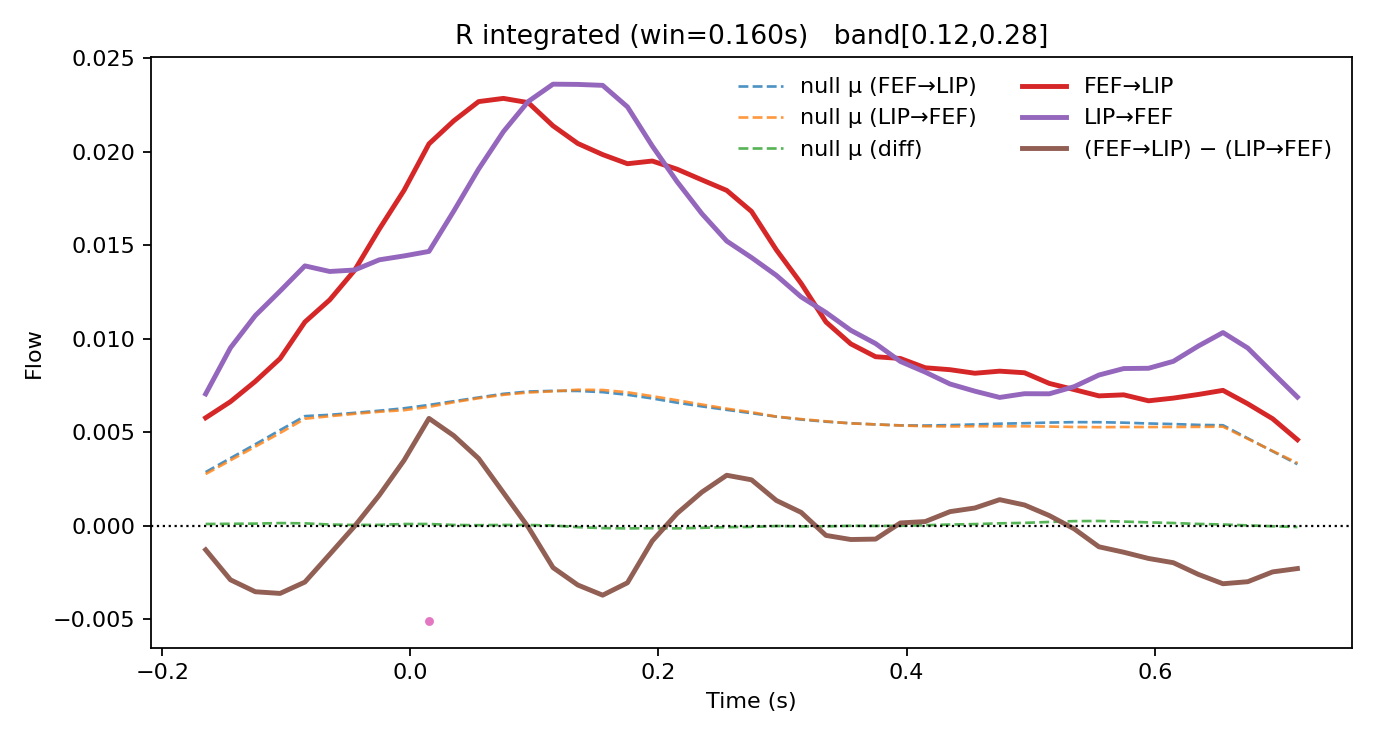 R integrated (win=0.160s)   band[0.12,0.28]
0.025
0.020
0.015
0.010
0.005
0.000
−0.005
Flow
null μ (FEF→LIP)
null μ (LIP→FEF)
null μ (diff)
FEF→LIP
LIP→FEF
(FEF→LIP) − (LIP→FEF)
−0.2 0.0 0.2 0.4 0.6
Time (s)